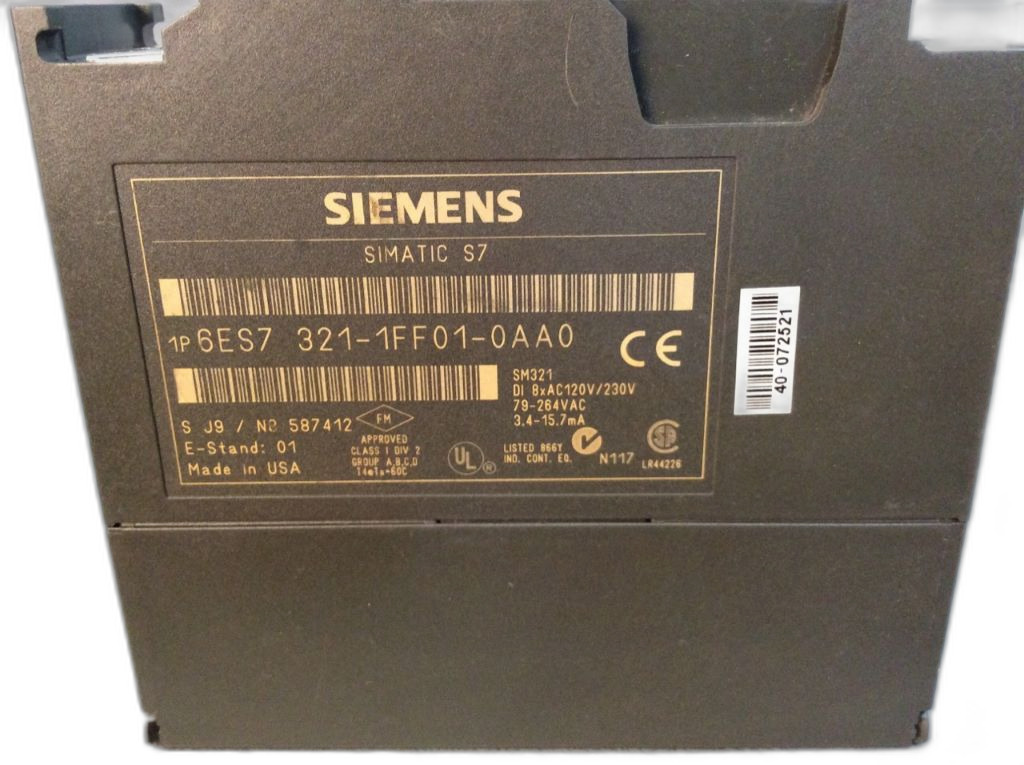 SIEMENS
SIMATIC S7
1P 6ES7 321-1FF01-0AA0
CE
SM321
DI 8xAC120V/230V
79-264VAC
3.4-15.7mA
S J9 / N2 587412
E-Stand: 01
Made in USA
FM
APPROVED
CLASS I DIV 2
GROUP A,B,C,D
UL ®
LISTED 866Y
IND. CONT. EQ.
N117
LR44226
40-072521